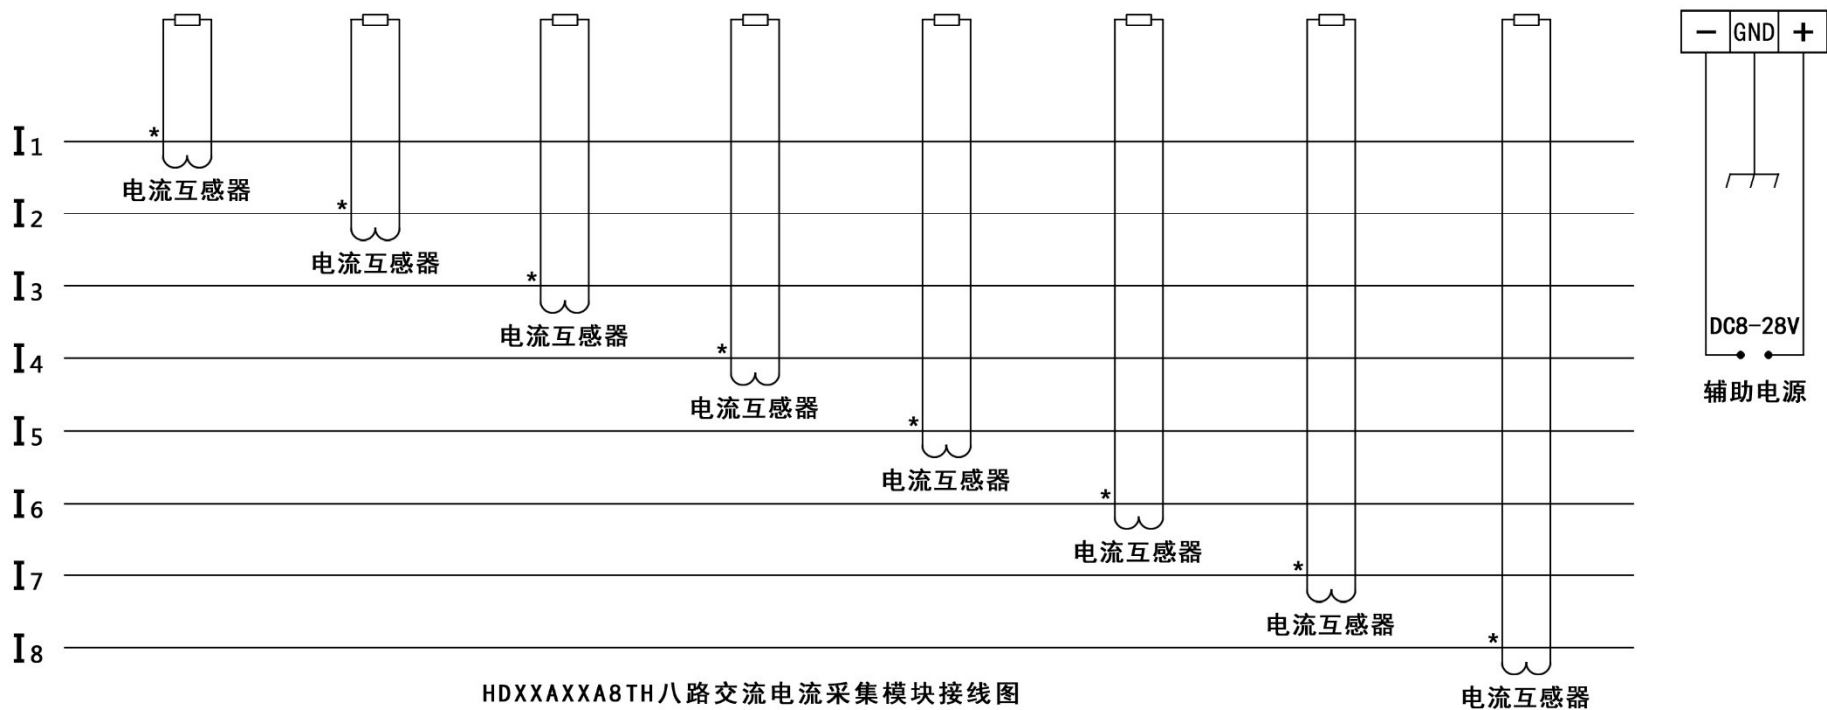 − GND +
*
I1
电流互感器
*
I2
电流互感器
*
I3
电流互感器
DC8-28V
*
I4
辅助电源
电流互感器
*
I5
电流互感器
*
I6
电流互感器
*
I7
电流互感器
*
I8
HDXXAXXA8TH八路交流电流采集模块接线图
电流互感器